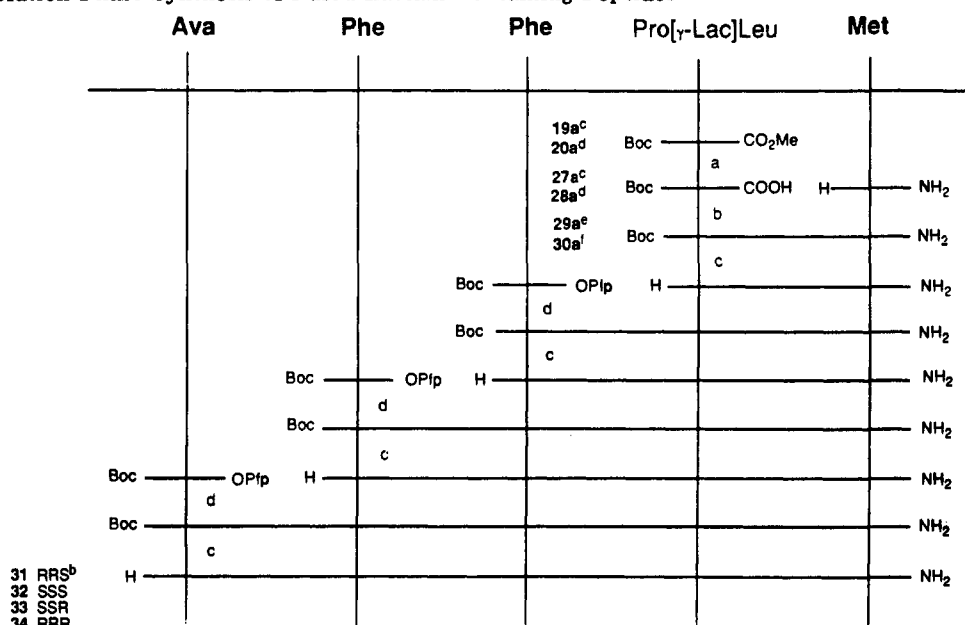 Ava Phe Phe Pro[γ-Lac]Leu Met
19a^c
20a^d Boc CO₂Me
a
27a^c
28a^d Boc COOH H NH₂
b
29a^e
30a^f Boc NH₂
c
Boc OPfp H NH₂
d
Boc NH₂
c
Boc OPfp H NH₂
d
Boc NH₂
c
Boc OPfp H NH₂
d
Boc NH₂
c
31 RRS^b H NH₂
32 SSS
33 SSR
34 RRR